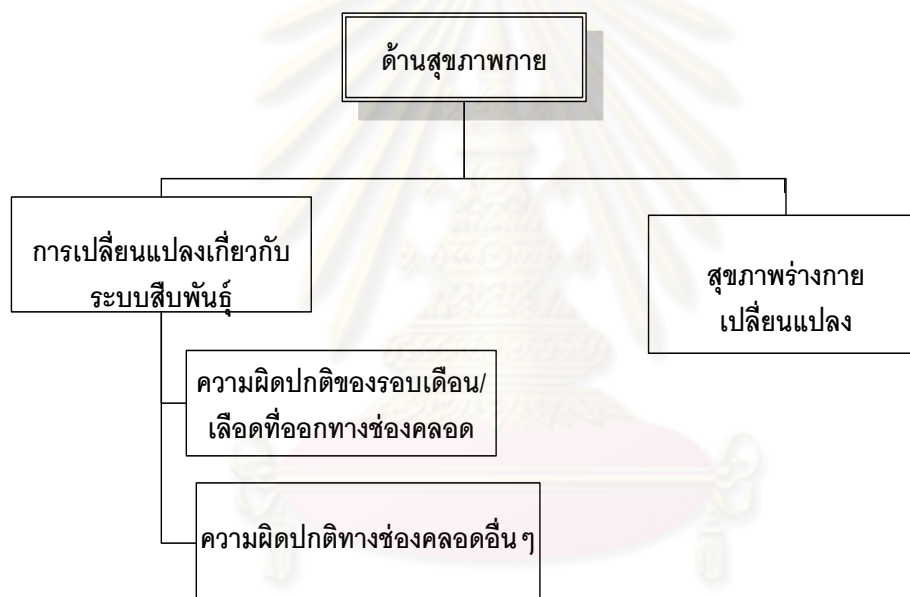 ด้านสุขภาพกาย
การเปลี่ยนแปลงเกี่ยวกับ
ระบบสืบพันธุ์
สุขภาพร่างกาย
เปลี่ยนแปลง
ความผิดปกติของรอบเดือน/
เลือดที่ออกทางช่องคลอด
ความผิดปกติทางช่องคลอดอื่น ๆ